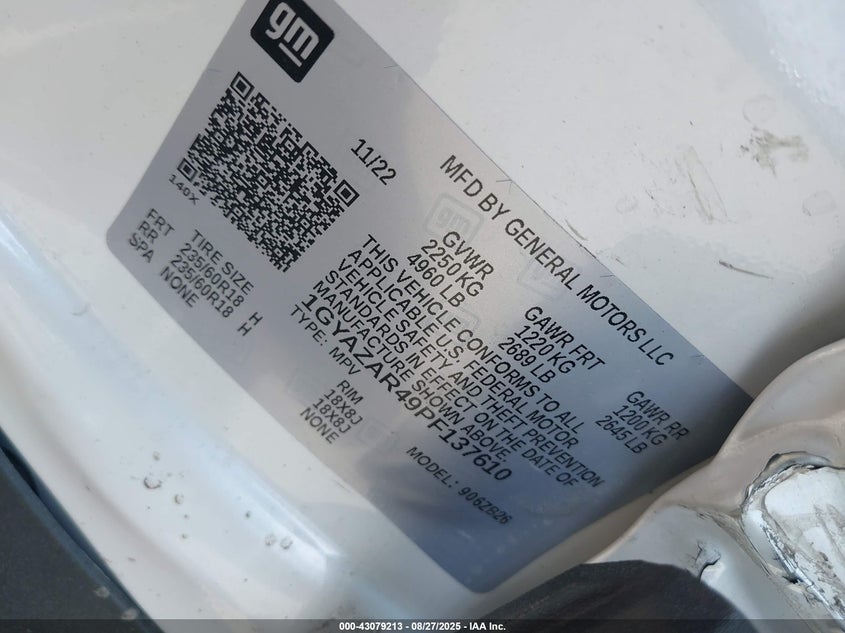 gm
MFD BY GENERAL MOTORS LLC
11/22
GVWR
2250 KG
4960 LB
GAWR FRT
1220 KG
2680 LB
GAWR RR
1200 KG
2645 LB
THIS VEHICLE CONFORMS TO ALL
APPLICABLE U.S. FEDERAL MOTOR
VEHICLE SAFETY AND THEFT PREVENTION
STANDARDS IN EFFECT ON THE DATE OF
MANUFACTURE SHOWN ABOVE.
1GYAZAR49PF137610
TYPE: MPV
MODEL: 906ZB26
140X
TIRE SIZE
RIM
FRT 235/60R18 H 18X8J
RR 235/60R18 H 18X8J
SPA NONE NONE
000-43079213 - 08/27/2025 - IAA Inc.